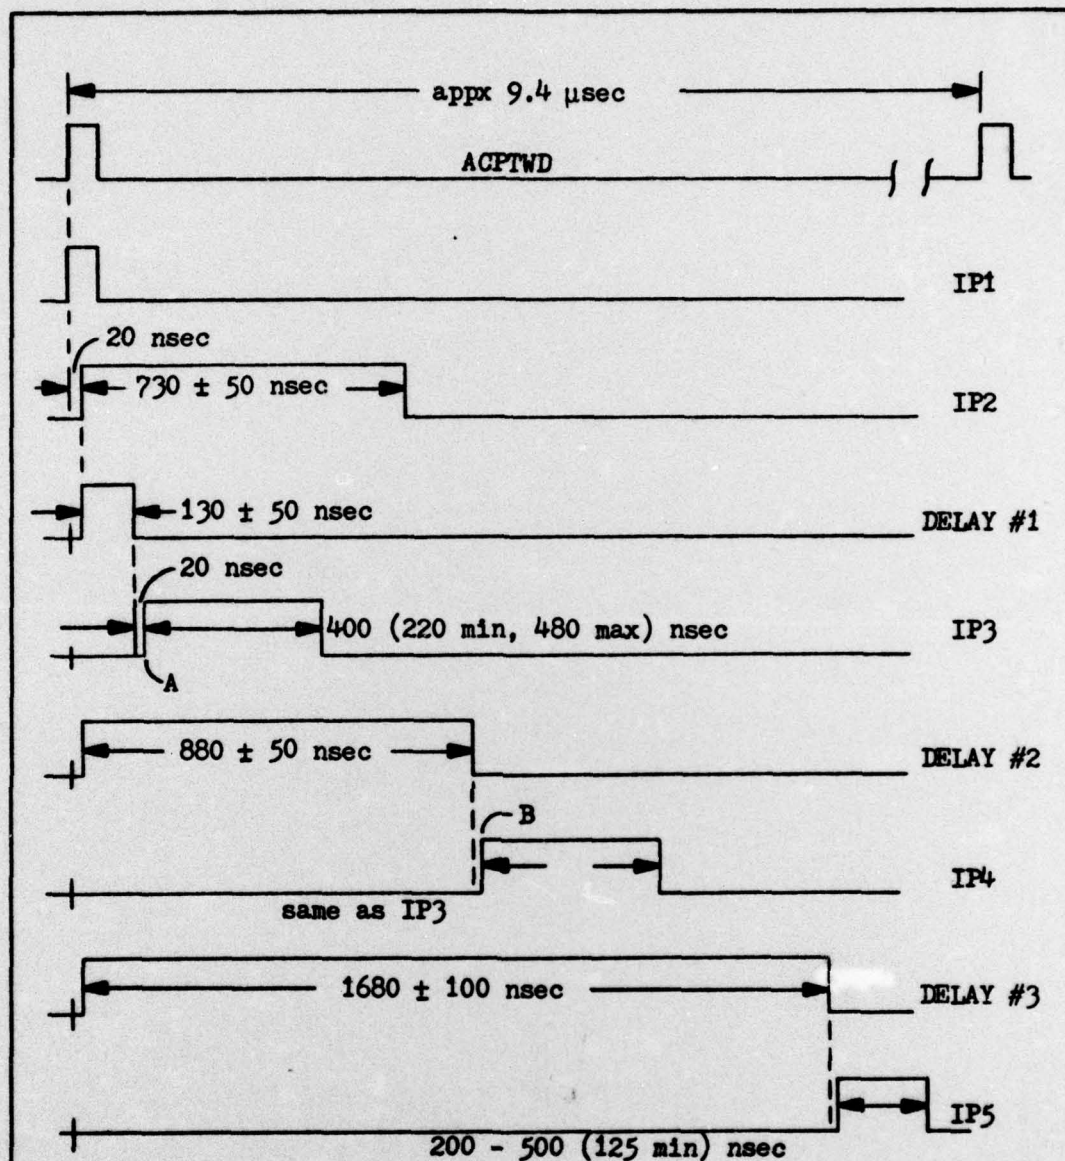 appx 9.4 µsec
ACPTWD
IP1
20 nsec
730 ± 50 nsec
IP2
130 ± 50 nsec
DELAY #1
20 nsec
400 (220 min, 480 max) nsec
IP3
A
880 ± 50 nsec
DELAY #2
B
IP4
same as IP3
1680 ± 100 nsec
DELAY #3
IP5
200 - 500 (125 min) nsec